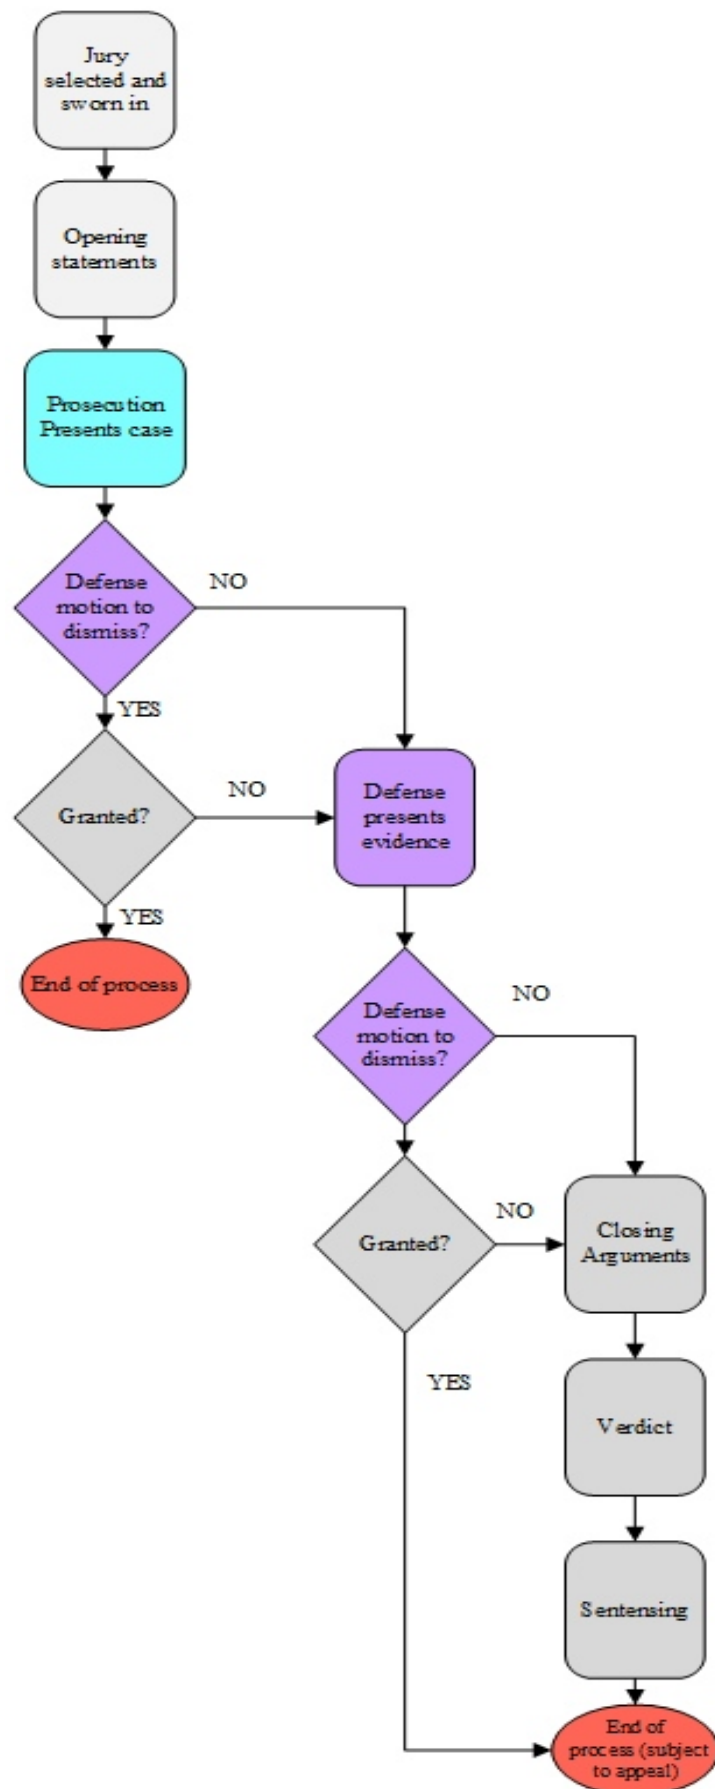 Jury
selected and
sworn in
Opening
statements
Prosecution
Presents case
Defense
motion to
dismiss?
NO
YES
Granted?
NO
Defense
presents
evidence
YES
End of process
Defense
motion to
dismiss?
NO
Granted?
NO
Closing
Arguments
YES
Verdict
Sentensing
End of
process (subject
to appeal)